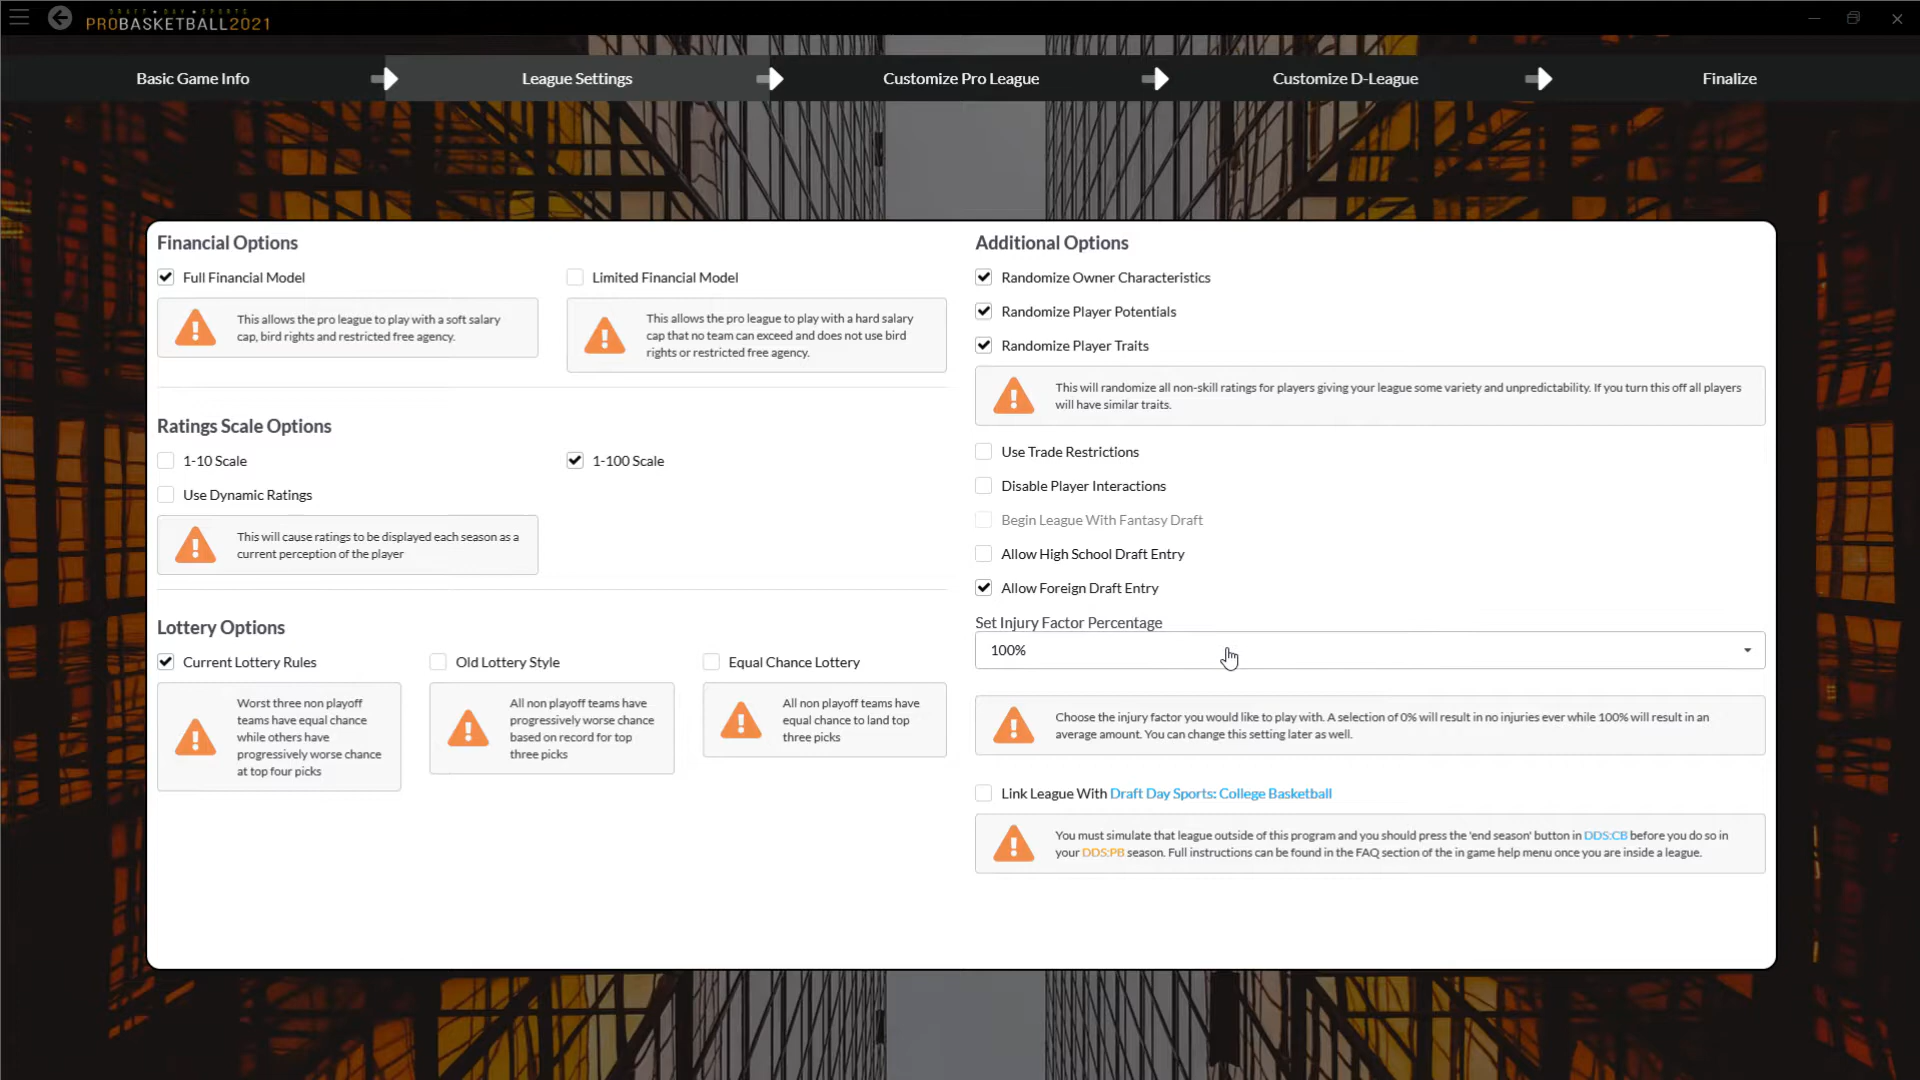 DRAFT • DAY • SPORTS
PROBASKETBALL2021
Basic Game Info
League Settings
Customize Pro League
Customize D-League
Finalize
Financial Options
Full Financial Model
Limited Financial Model
This allows the pro league to play with a soft salary
cap, bird rights and restricted free agency.
This allows the pro league to play with a hard salary
cap that no team can exceed and does not use bird
rights or restricted free agency.
Ratings Scale Options
1-10 Scale
1-100 Scale
Use Dynamic Ratings
This will cause ratings to be displayed each season as a
current perception of the player
Lottery Options
Current Lottery Rules
Old Lottery Style
Equal Chance Lottery
Worst three non playoff
teams have equal chance
while others have
progressively worse chance
at top four picks
All non playoff teams have
progressively worse chance
based on record for top
three picks
All non playoff teams have
equal chance to land top
three picks
Additional Options
Randomize Owner Characteristics
Randomize Player Potentials
Randomize Player Traits
This will randomize all non-skill ratings for players giving your league some variety and unpredictability. If you turn this off all players
will have similar traits.
Use Trade Restrictions
Disable Player Interactions
Begin League With Fantasy Draft
Allow High School Draft Entry
Allow Foreign Draft Entry
Set Injury Factor Percentage
100%
Choose the injury factor you would like to play with. A selection of 0% will result in no injuries ever while 100% will result in an
average amount. You can change this setting later as well.
Link League With Draft Day Sports: College Basketball
You must simulate that league outside of this program and you should press the 'end season' button in DDS:CB before you do so in
your DDS:PB season. Full instructions can be found in the FAQ section of the in game help menu once you are inside a league.